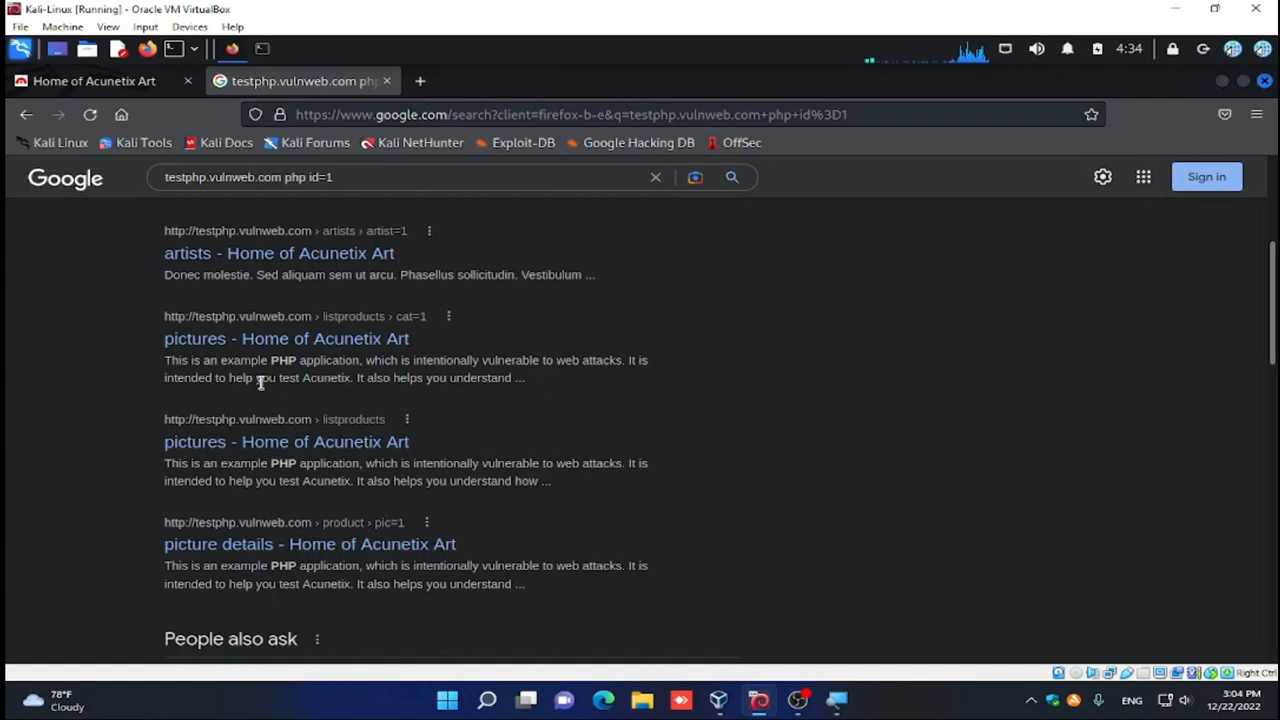 Kali-Linux [Running] - Oracle VM VirtualBox
File Machine View Input Devices Help
4:34
Home of Acunetix Art
testphp.vulnweb.com php
https://www.google.com/search?client=firefox-b-e&q=testphp.vulnweb.com+php+id%3D1
Kali Linux Kali Tools Kali Docs Kali Forums Kali NetHunter Exploit-DB Google Hacking DB OffSec
Google
testphp.vulnweb.com php id=1
Sign in
http://testphp.vulnweb.com › artists › artist=1
artists - Home of Acunetix Art
Donec molestie. Sed aliquam sem ut arcu. Phasellus sollicitudin. Vestibulum ...
http://testphp.vulnweb.com › listproducts › cat=1
pictures - Home of Acunetix Art
This is an example PHP application, which is intentionally vulnerable to web attacks. It is
intended to help you test Acunetix. It also helps you understand ...
http://testphp.vulnweb.com › listproducts
pictures - Home of Acunetix Art
This is an example PHP application, which is intentionally vulnerable to web attacks. It is
intended to help you test Acunetix. It also helps you understand how ...
http://testphp.vulnweb.com › product › pic=1
picture details - Home of Acunetix Art
This is an example PHP application, which is intentionally vulnerable to web attacks. It is
intended to help you test Acunetix. It also helps you understand ...
People also ask
Right Ctrl
78°F
Cloudy
ENG
3:04 PM
12/22/2022